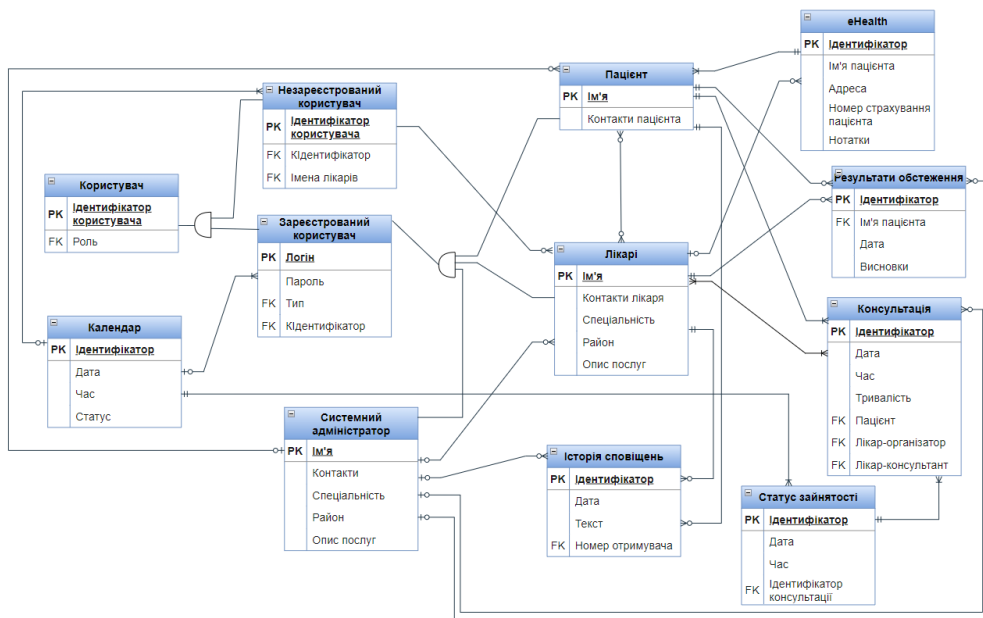 eHealth
PK Ідентифікатор
Ім'я пацієнта
Адреса
Номер страхування
пацієнта
Нотатки
Пацієнт
PK Ім'я
Контакти пацієнта
Незареєстрований
користувач
PK Ідентифікатор
користувача
FK КІдентифікатор
FK Імена лікарів
Користувач
PK Ідентифікатор
користувача
FK Роль
Зареєстрований
користувач
PK Логін
Пароль
FK Тип
FK КІдентифікатор
Результати обстеження
PK Ідентифікатор
FK Ім'я пацієнта
Дата
Висновки
Лікарі
PK Ім'я
Контакти лікаря
Спеціальність
Район
Опис послуг
Календар
PK Ідентифікатор
Дата
Час
Статус
Консультація
PK Ідентифікатор
Дата
Час
Тривалість
FK Пацієнт
FK Лікар-організатор
FK Лікар-консультант
Системний
адміністратор
PK Ім'я
Контакти
Спеціальність
Район
Опис послуг
Історія сповіщень
PK Ідентифікатор
Дата
Текст
FK Номер отримувача
Статус зайнятості
PK Ідентифікатор
Дата
Час
FK Ідентифікатор
консультації